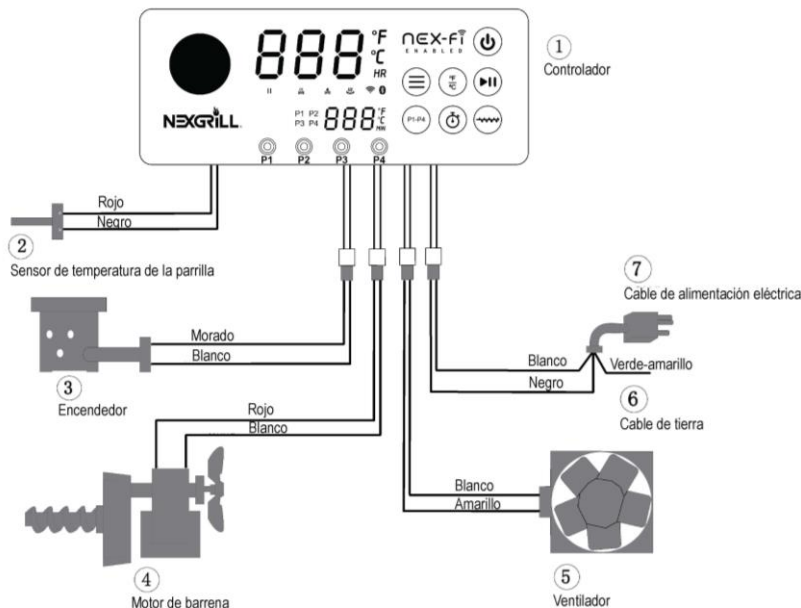 888 °F
°C
HR
nex-Fi
ENABLED
°F
°C
NEXGRILL
P1 P2
P3 P4
888 °F
°C
P1-P4
P1 P2 P3 P4
1
Controlador
Rojo
Negro
2
Sensor de temperatura de la parrilla
7
Cable de alimentación eléctrica
Morado
Blanco
3
Encendedor
Blanco
Negro
Verde-amarillo
6
Cable de tierra
Rojo
Blanco
4
Motor de barrena
Blanco
Amarillo
5
Ventilador